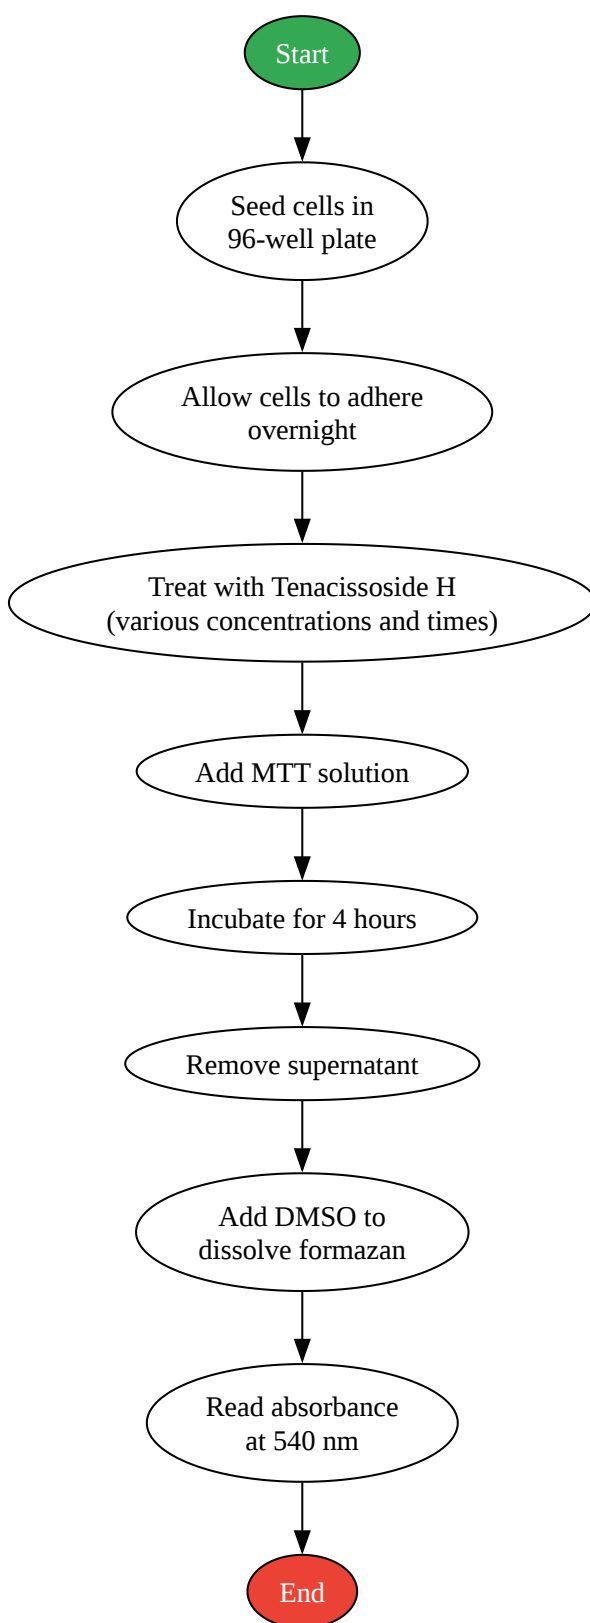 Start
Seed cells in
96-well plate
Allow cells to adhere
overnight
Treat with Tenacissoside H
(various concentrations and times)
Add MTT solution
Incubate for 4 hours
Remove supernatant
Add DMSO to
dissolve formazan
Read absorbance
at 540 nm
End